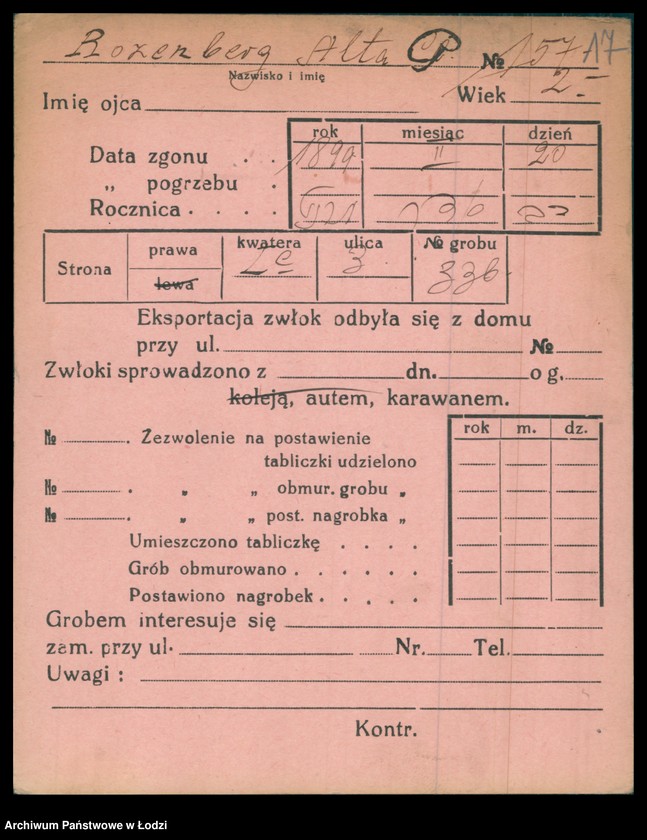 Rozenberg Alta № 157 17
Nazwisko i imię
Imię ojca Wiek 2.-
rok miesiąc dzień
Data zgonu . . 1899 II 20
„ pogrzebu .
Rocznica . . . .
Strona prawa lewa kwatera ulica 3 № grobu 336
Eksportacja zwłok odbyła się z domu
przy ul. №
Zwłoki sprowadzono z dn. o g.
koleją, autem, karawanem.
rok m. dz.
№ . Zezwolenie na postawienie
tabliczki udzielono
№ . „ „ obmur. grobu „
№ . „ „ post. nagrobka „
Umieszczono tabliczkę . . . .
Grób obmurowano . . . . .
Postawiono nagrobek . . . . .
Grobem interesuje się
zam. przy ul. Nr. Tel.
Uwagi :
Kontr.
Archiwum Państwowe w Łodzi